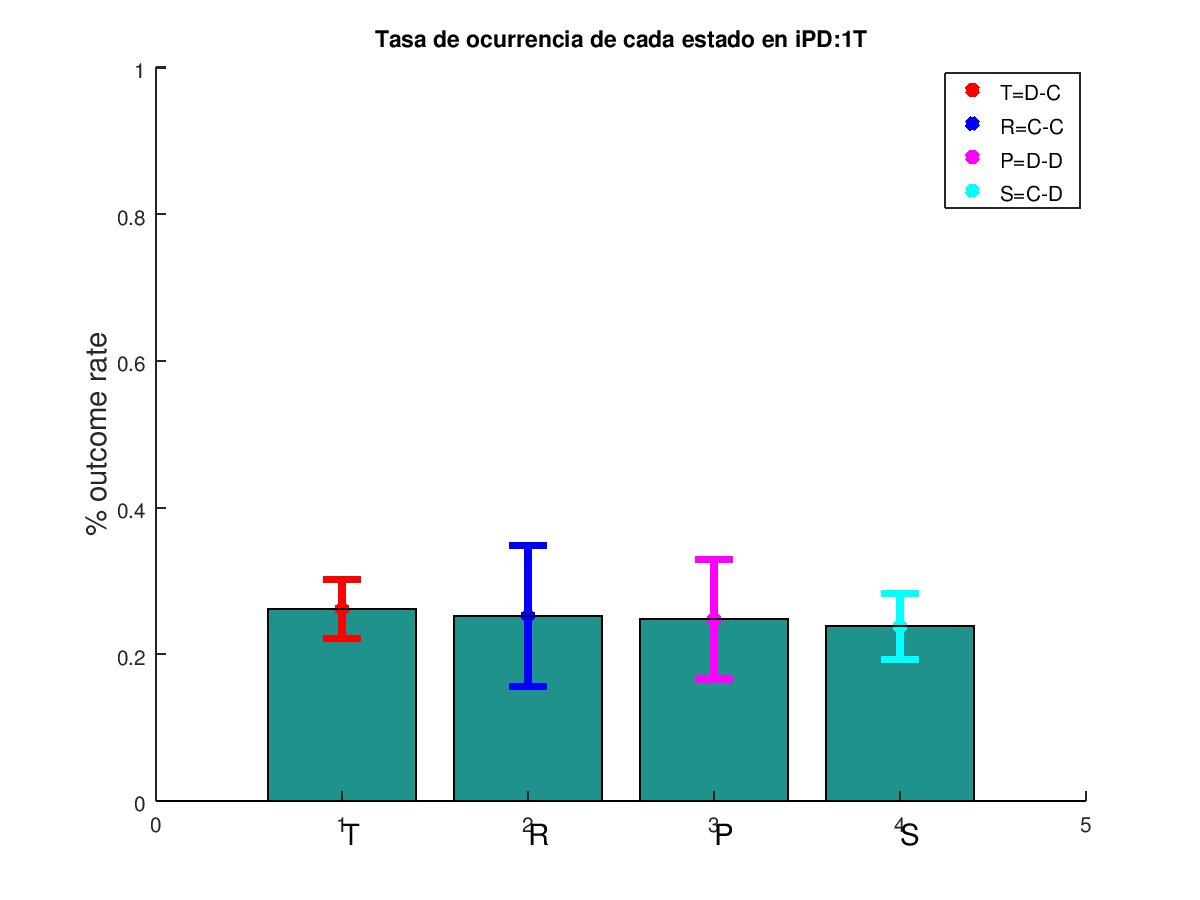 Tasa de ocurrencia de cada estado en iPD:1T
1
0.8
0.6
0.4
0.2
0
% outcome rate
T=D-C
R=C-C
P=D-D
S=C-D
0 1 2 3 4 5
T R P S